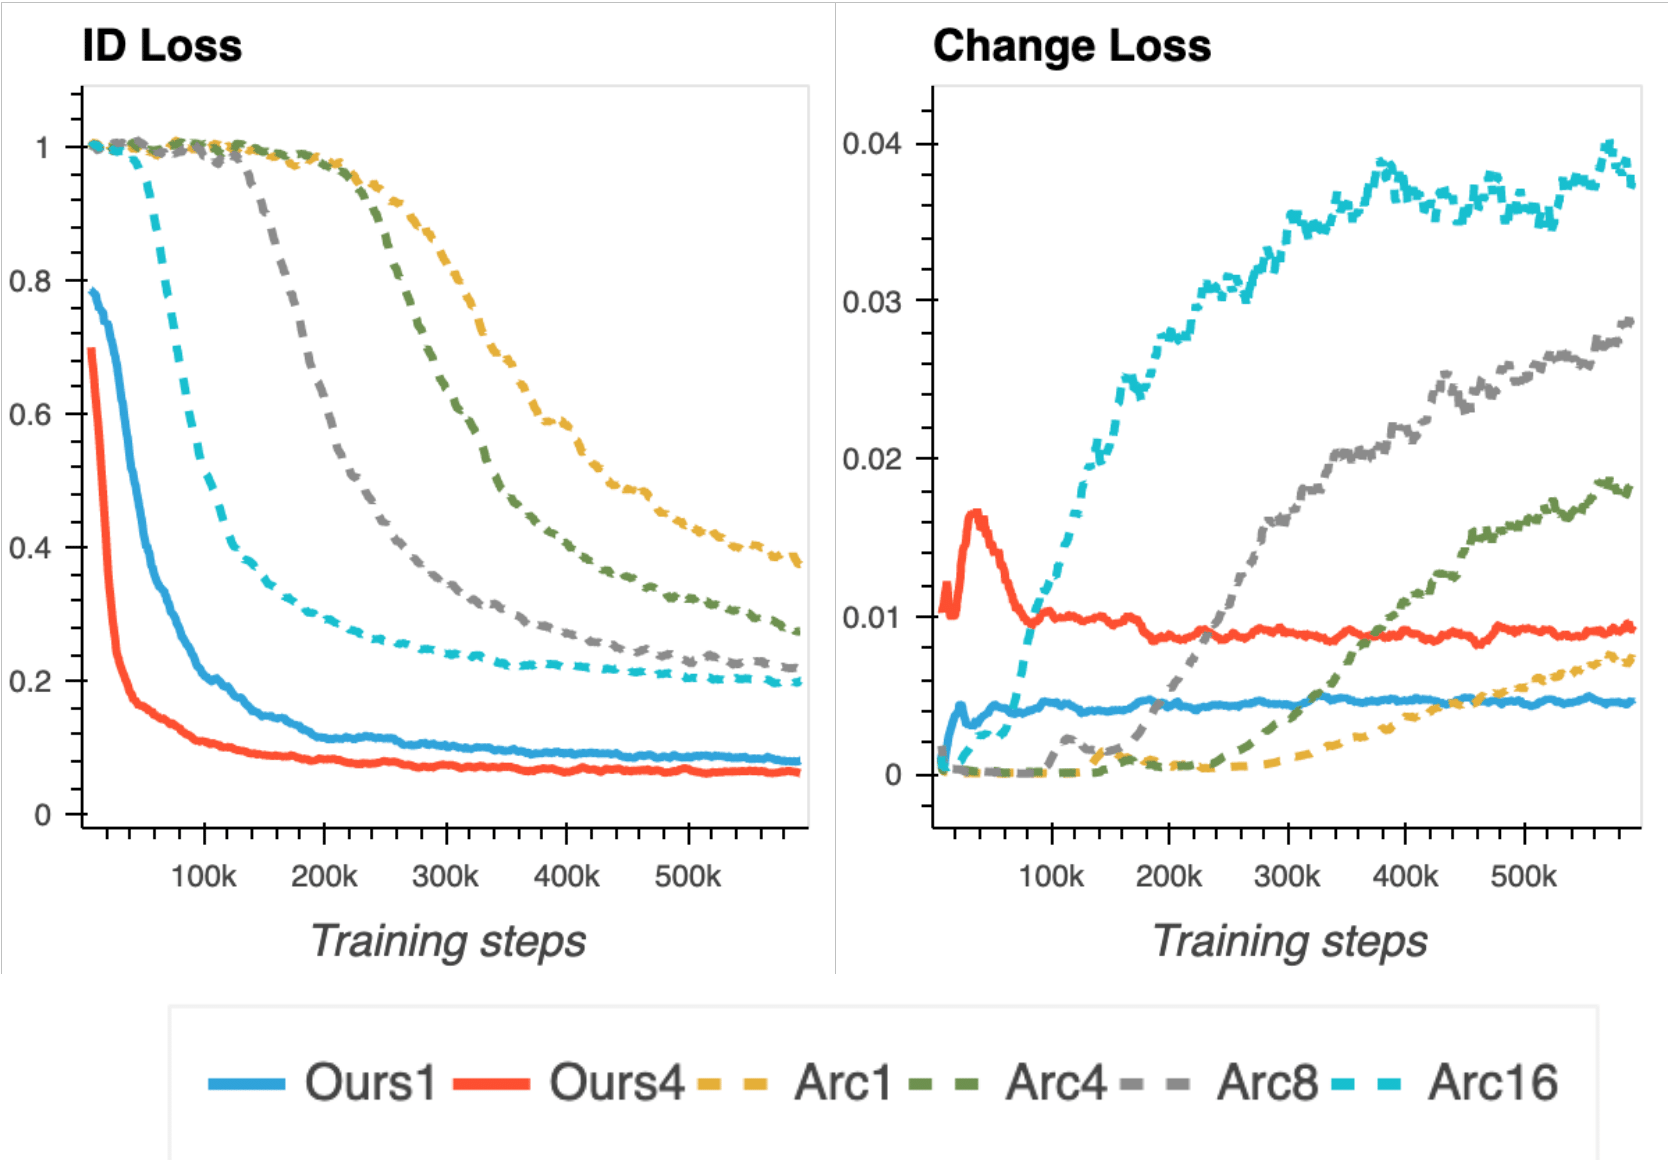 ID Loss
1
0.8
0.6
0.4
0.2
0
100k 200k 300k 400k 500k
Training steps
Change Loss
0.04
0.03
0.02
0.01
0
100k 200k 300k 400k 500k
Training steps
Ours1 Ours4 Arc1 Arc4 Arc8 Arc16